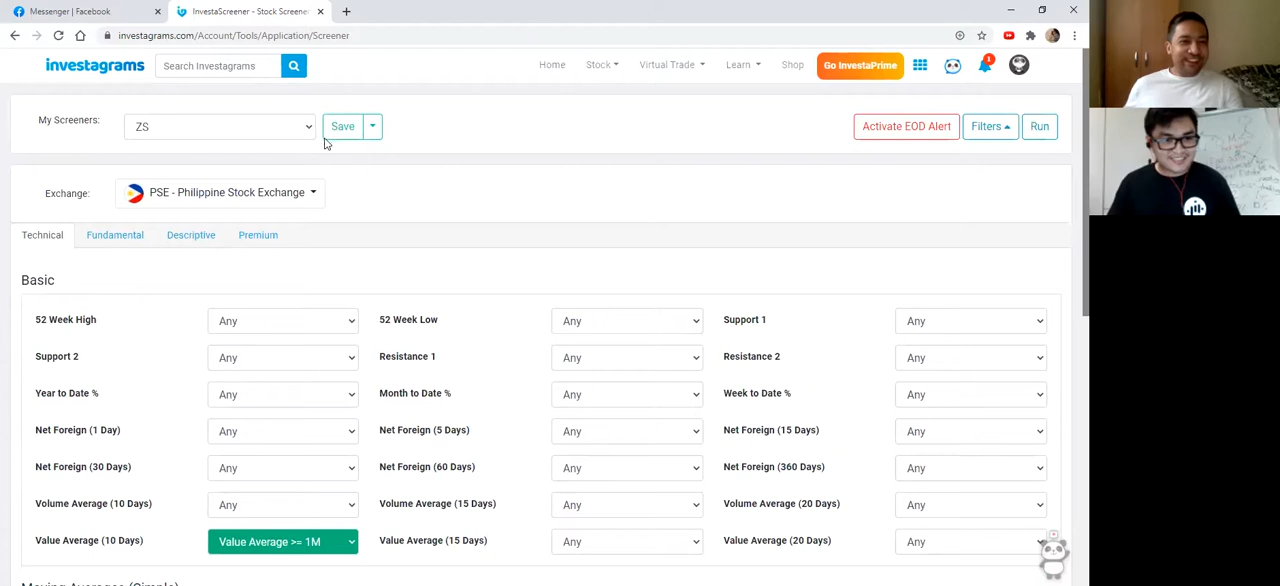 Messenger | Facebook
InvestaScreener - Stock Screener
investagrams.com/Account/Tools/Application/Screener
investagrams
Search Investagrams
Home
Stock
Virtual Trade
Learn
Shop
Go InvestaPrime
1
My Screeners:
ZS
Save
Activate EOD Alert
Filters
Run
Exchange:
PSE - Philippine Stock Exchange
Technical
Fundamental
Descriptive
Premium
Basic
52 Week High Any 52 Week Low Any Support 1 Any
Support 2 Any Resistance 1 Any Resistance 2 Any
Year to Date % Any Month to Date % Any Week to Date % Any
Net Foreign (1 Day) Any Net Foreign (5 Days) Any Net Foreign (15 Days) Any
Net Foreign (30 Days) Any Net Foreign (60 Days) Any Net Foreign (360 Days) Any
Volume Average (10 Days) Any Volume Average (15 Days) Any Volume Average (20 Days) Any
Value Average (10 Days) Value Average >= 1M Value Average (15 Days) Any Value Average (20 Days) Any
Moving Averages (Simple)